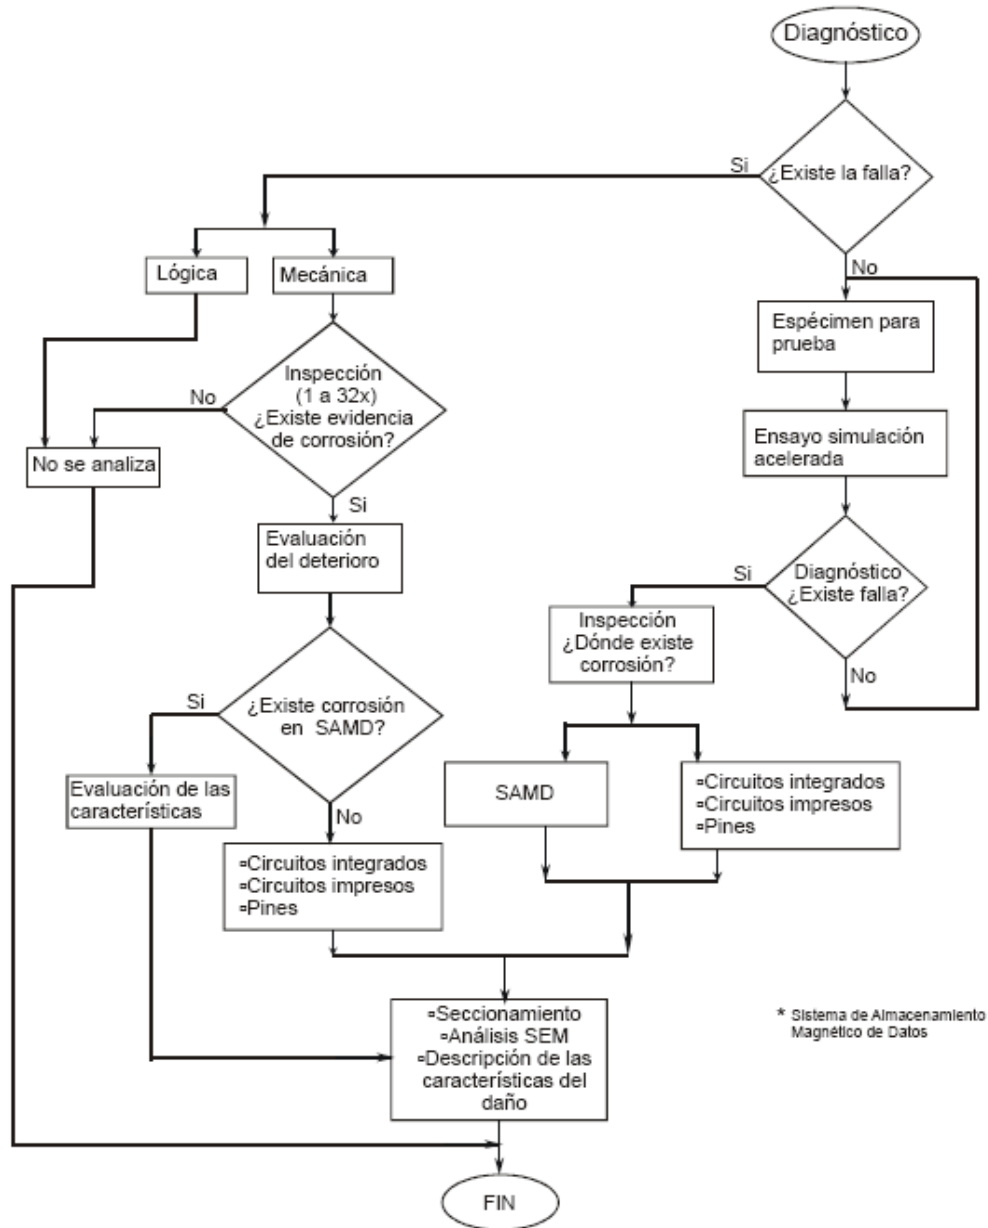 Diagnóstico
¿Existe la falla?
Si
No
Lógica
Mecánica
Espécimen para
prueba
Inspección
(1 a 32x)
¿Existe evidencia
de corrosión?
No
Si
No se analiza
Ensayo simulación
acelerada
Evaluación
del deterioro
Diagnóstico
¿Existe falla?
Si
No
Inspección
¿Dónde existe
corrosión?
¿Existe corrosión
en SAMD?
Si
No
Evaluación de las
características
SAMD
▫Circuitos integrados
▫Circuitos impresos
▫Pines
▫Circuitos integrados
▫Circuitos impresos
▫Pines
▫Seccionamiento
▫Análisis SEM
▫Descripción de las
características del
daño
* Sistema de Almacenamiento
Magnético de Datos
FIN